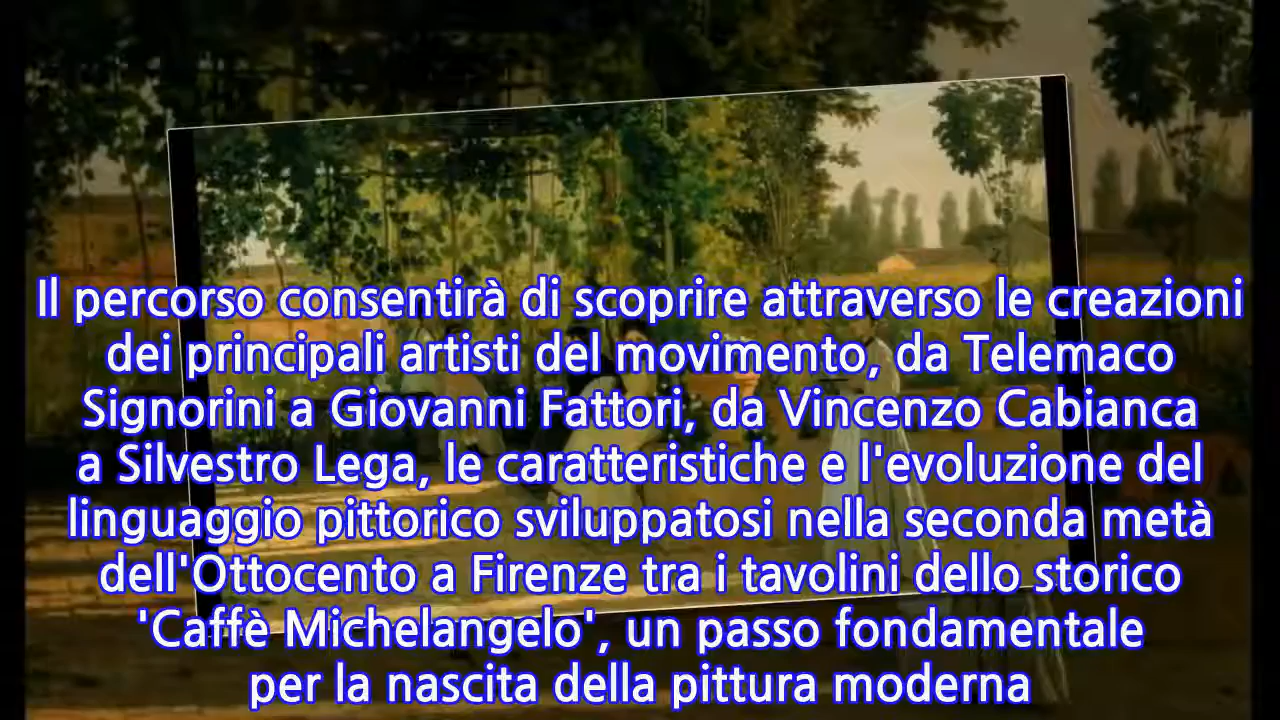 Il percorso consentirà di scoprire attraverso le creazioni
dei principali artisti del movimento, da Telemaco
Signorini a Giovanni Fattori, da Vincenzo Cabianca
a Silvestro Lega, le caratteristiche e l'evoluzione del
linguaggio pittorico sviluppatosi nella seconda metà
dell'Ottocento a Firenze tra i tavolini dello storico
'Caffè Michelangelo', un passo fondamentale
per la nascita della pittura moderna